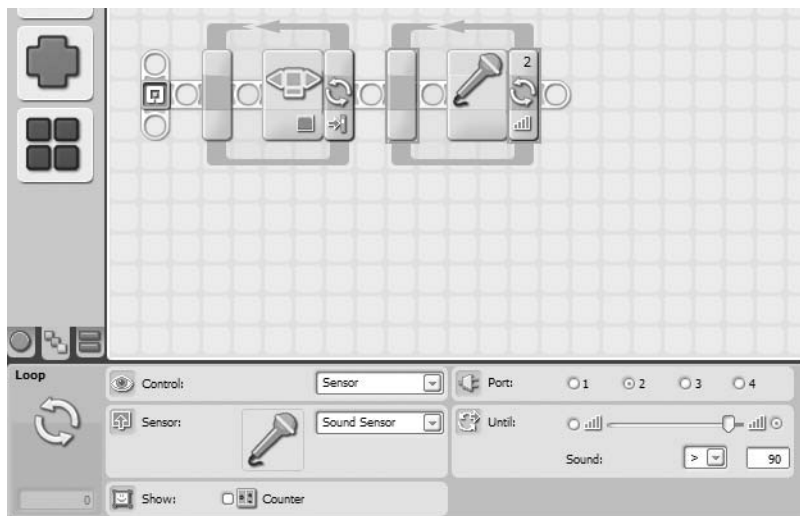 2
Loop
Control:
Sensor
Port:
1
2
3
4
Sensor:
Sound Sensor
Until:
Sound:
>
90
0
Show:
Counter